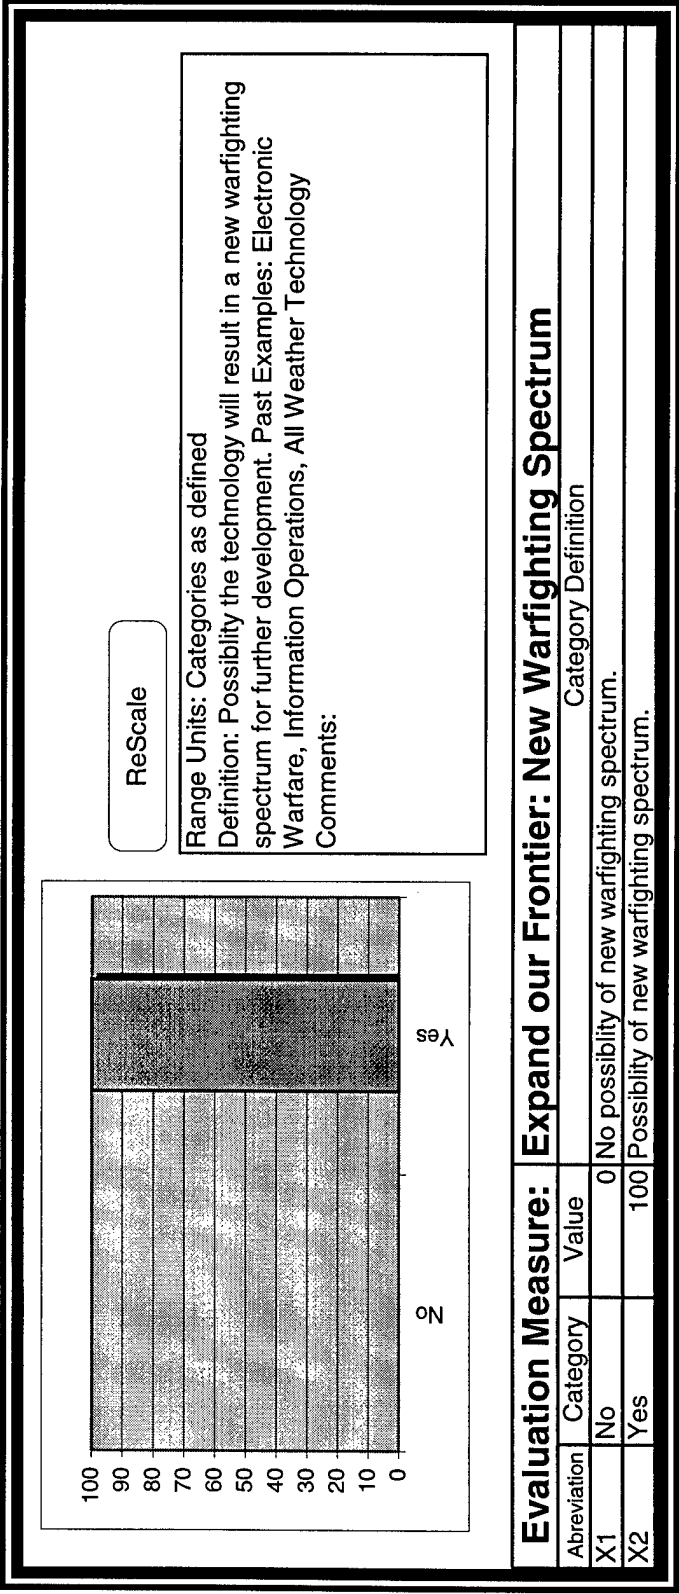 100
90
80
70
60
50
40
30
20
10
0
No
Yes
ReScale
Range Units: Categories as defined
Definition: Possiblity the technology will result in a new warfighting
spectrum for further development. Past Examples: Electronic
Warfare, Information Operations, All Weather Technology
Comments:
Evaluation Measure: Expand our Frontier: New Warfighting Spectrum
Abreviation Category Value Category Definition
X1 No 0 No possiblity of new warfighting spectrum.
X2 Yes 100 Possiblity of new warfighting spectrum.